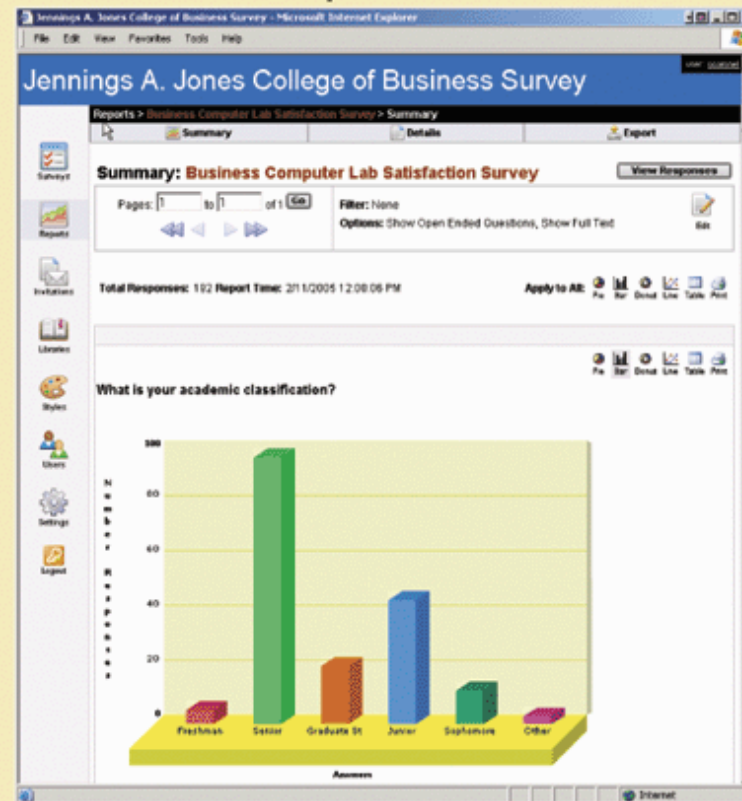 Jennings A. Jones College of Business Survey - Microsoft Internet Explorer
File Edit View Favorites Tools Help
Jennings A. Jones College of Business Survey
user:
Reports > Business Computer Lab Satisfaction Survey > Summary
Summary Details Export
Surveys
Summary: Business Computer Lab Satisfaction Survey View Responses
Pages: 1 to 1 of 1 Go
Filter: None
Options: Show Open Ended Questions, Show Full Text
Edit
Reports
Invitations
Total Responses: 192 Report Time: 2/11/2005 12:08:06 PM
Apply to All: Pie Bar Donut Line Table Print
Libraries
Pie Bar Donut Line Table Print
What is your academic classification?
Styles
Users
Settings
Logout
Number Responses
100
80
60
40
20
0
Freshman Senior Graduate St Junior Sophomore Other
Answers
Internet